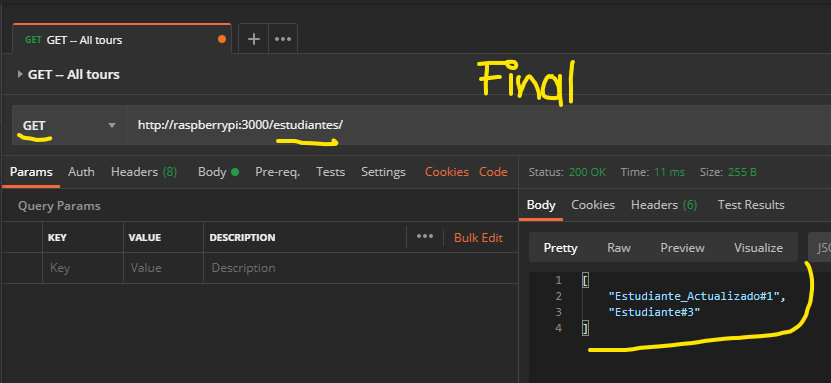 GET GET -- All tours + •••
GET -- All tours
Final
GET http://raspberrypi:3000/estudiantes/
Params Auth Headers (8) Body Pre-req. Tests Settings Cookies Code
Status: 200 OK Time: 11 ms Size: 255 B
Query Params
Body Cookies Headers (6) Test Results
KEY VALUE DESCRIPTION ••• Bulk Edit
Key Value Description
Pretty Raw Preview Visualize
1 [
2 "Estudiante_Actualizado#1",
3 "Estudiante#3"
4 ]